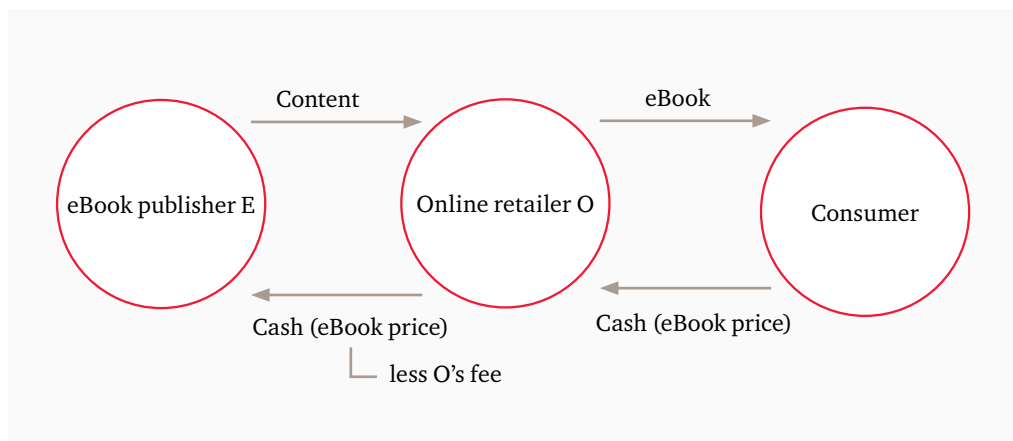 Content
eBook
eBook publisher E
Online retailer O
Consumer
Cash (eBook price)
Cash (eBook price)
less O’s fee